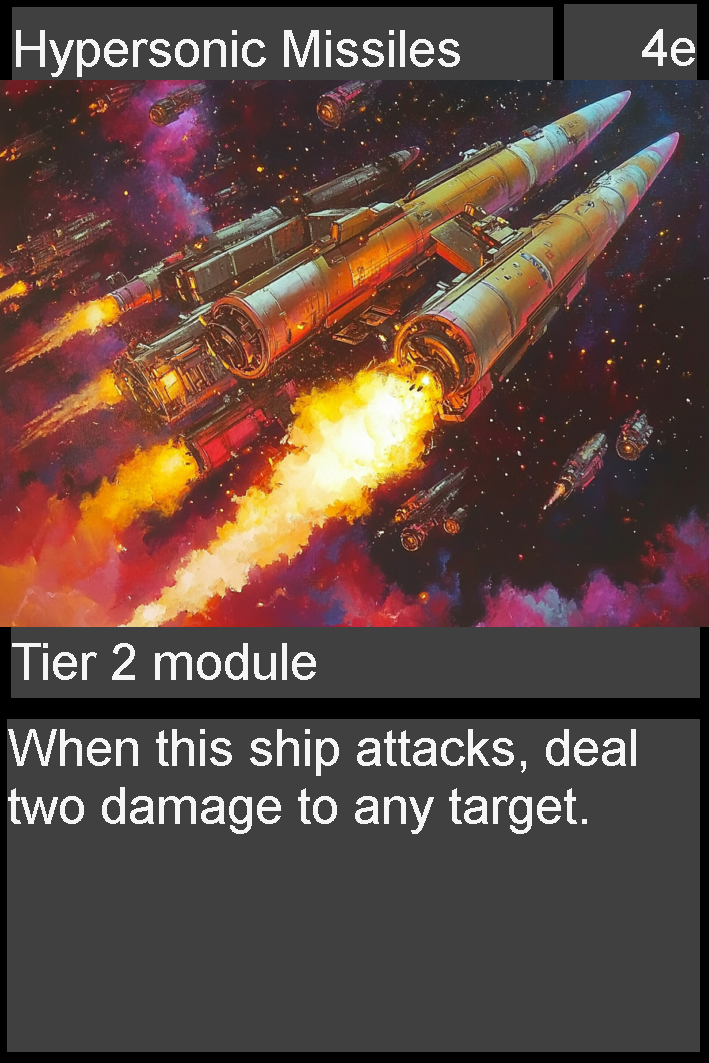 Hypersonic Missiles
4e
Tier 2 module
When this ship attacks, deal
two damage to any target.